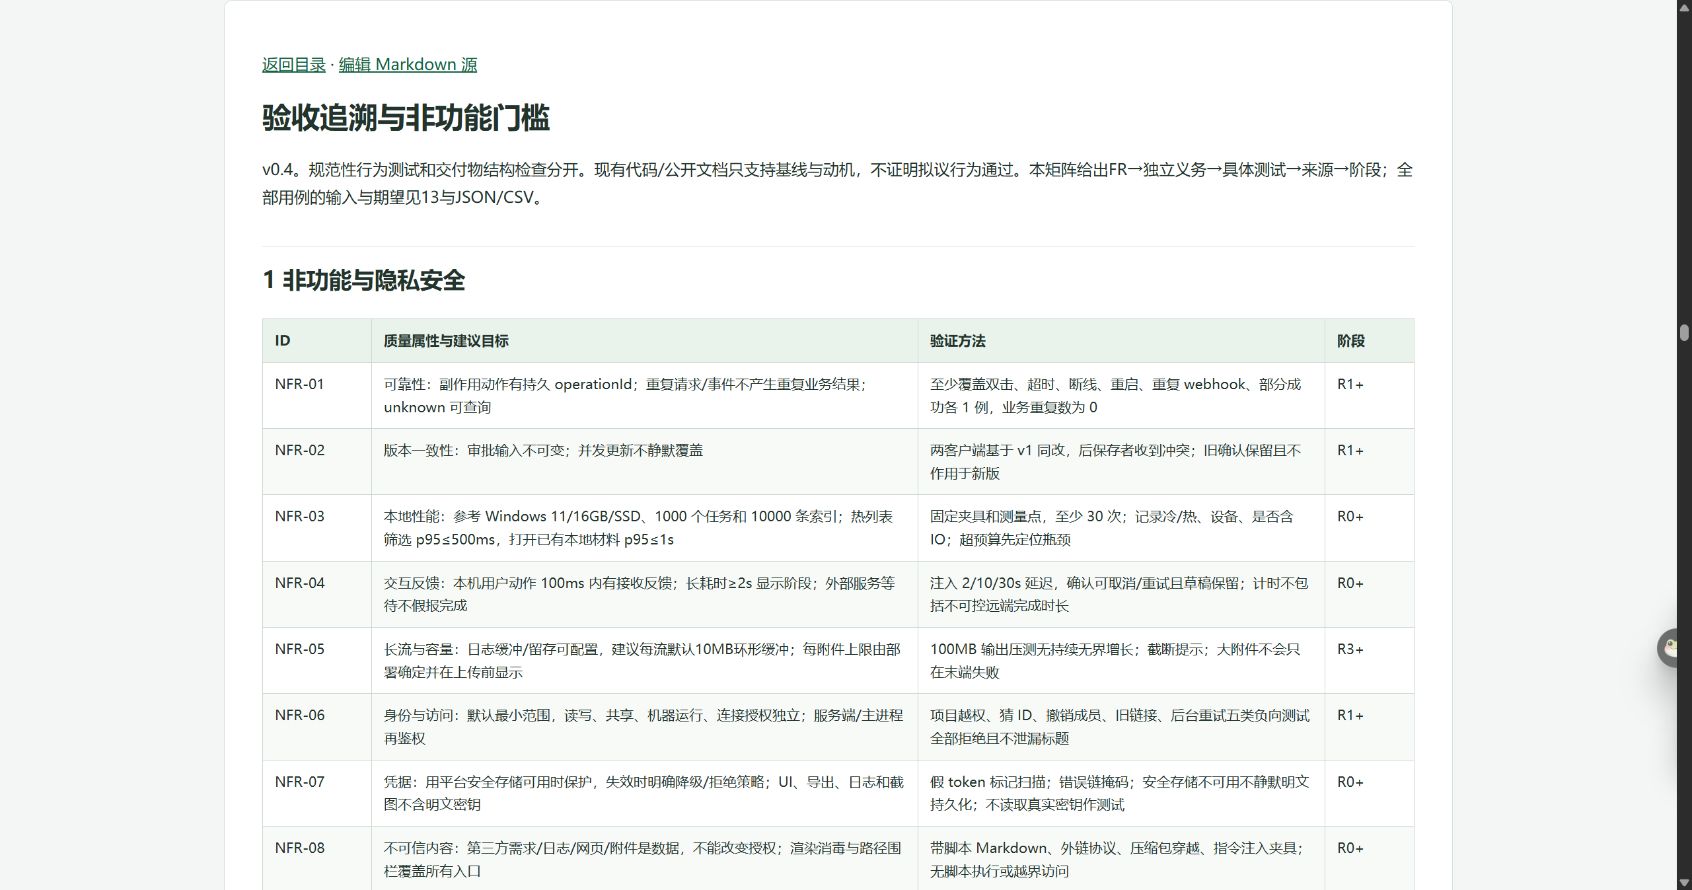 返回目录 · 编辑 Markdown 源
验收追溯与非功能门槛
v0.4。规范性行为测试和交付物结构检查分开。现有代码/公开文档只支持基线与动机，不证明拟议行为通过。本矩阵给出FR→独立义务→具体测试→来源→阶段；全
部用例的输入与期望见13与JSON/CSV。
1 非功能与隐私安全
ID 质量属性与建议目标 验证方法 阶段
NFR-01 可靠性：副作用动作有持久 operationId；重复请求/事件不产生重复业务结果； 至少覆盖双击、超时、断线、重启、重复 webhook、部分成 R1+
unknown 可查询 功各 1 例，业务重复数为 0
NFR-02 版本一致性：审批输入不可变；并发更新不静默覆盖 两客户端基于 v1 同改，后保存者收到冲突；旧确认保留且不 R1+
作用于新版
NFR-03 本地性能：参考 Windows 11/16GB/SSD、1000 个任务和 10000 条索引；热列表 固定夹具和测量点，至少 30 次；记录冷/热、设备、是否含 R0+
筛选 p95≤500ms，打开已有本地材料 p95≤1s IO；超预算先定位瓶颈
NFR-04 交互反馈：本机用户动作 100ms 内有接收反馈；长耗时≥2s 显示阶段；外部服务等 注入 2/10/30s 延迟，确认可取消/重试且草稿保留；计时不包 R0+
待不假报完成 括不可控远端完成时长
NFR-05 长流与容量：日志缓冲/留存可配置，建议每流默认10MB环形缓冲；每附件上限由部 100MB 输出压测无持续无界增长；截断提示；大附件不会只 R3+
署确定并在上传前显示 在末端失败
NFR-06 身份与访问：默认最小范围，读写、共享、机器运行、连接授权独立；服务端/主进程 项目越权、猜 ID、撤销成员、旧链接、后台重试五类负向测试 R1+
再鉴权 全部拒绝且不泄漏标题
NFR-07 凭据：用平台安全存储可用时保护，失效时明确降级/拒绝策略；UI、导出、日志和截 假 token 标记扫描；错误链掩码；安全存储不可用不静默明文 R0+
图不含明文密钥 持久化；不读取真实密钥作测试
NFR-08 不可信内容：第三方需求/日志/网页/附件是数据，不能改变授权；渲染消毒与路径围 带脚本 Markdown、外链协议、压缩包穿越、指令注入夹具； R0+
栏覆盖所有入口 无脚本执行或越界访问